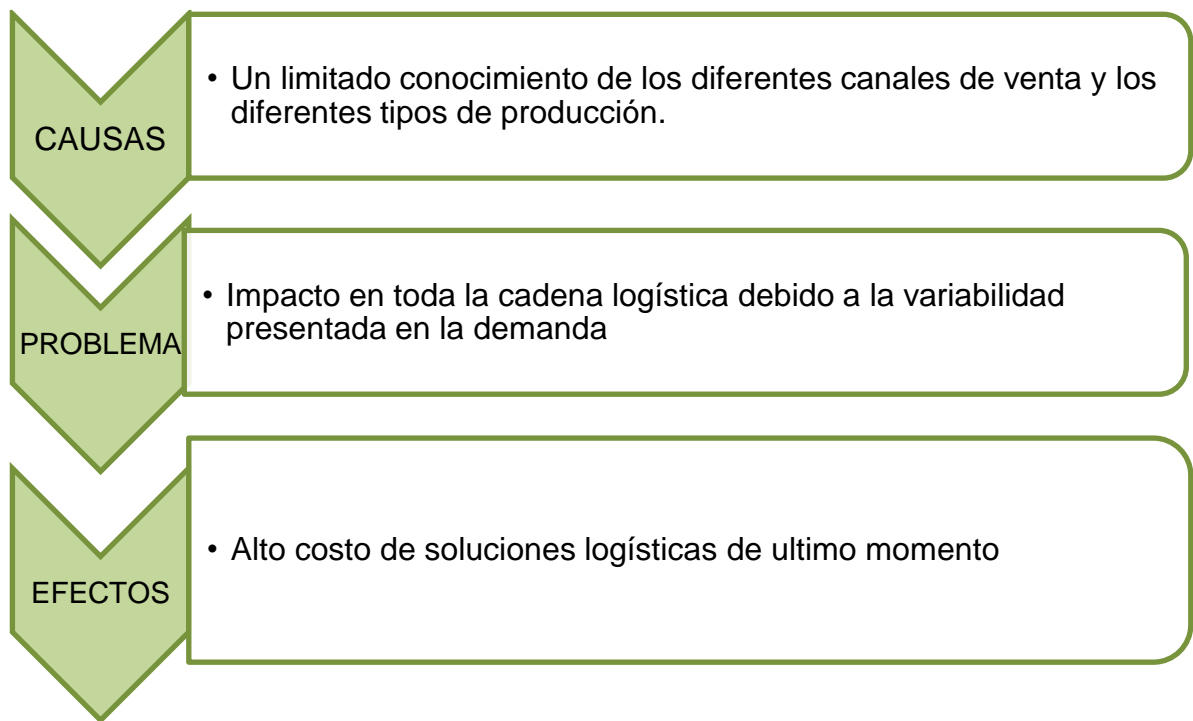 CAUSAS
• Un limitado conocimiento de los diferentes canales de venta y los
diferentes tipos de producción.
PROBLEMA
• Impacto en toda la cadena logística debido a la variabilidad
presentada en la demanda
EFECTOS
• Alto costo de soluciones logísticas de ultimo momento